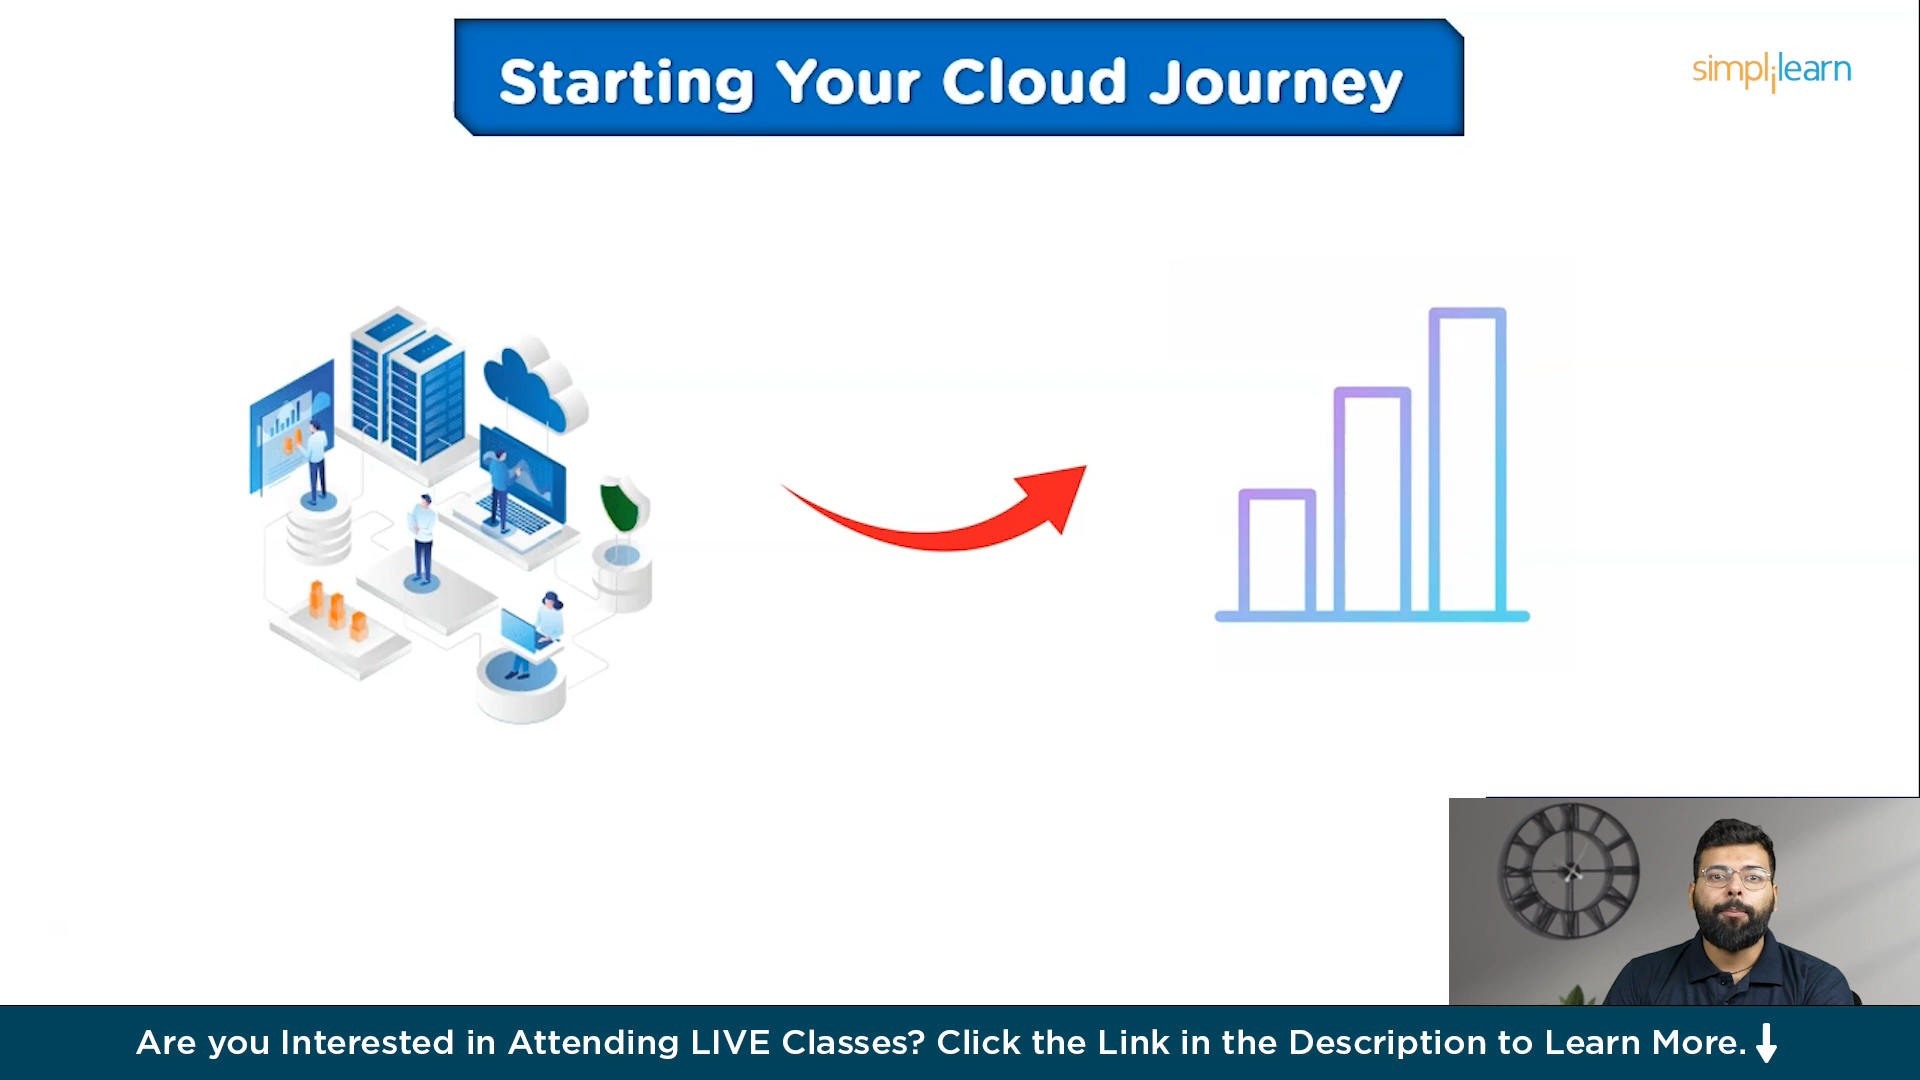 Starting Your Cloud Journey
simplilearn
Are you Interested in Attending LIVE Classes? Click the Link in the Description to Learn More.